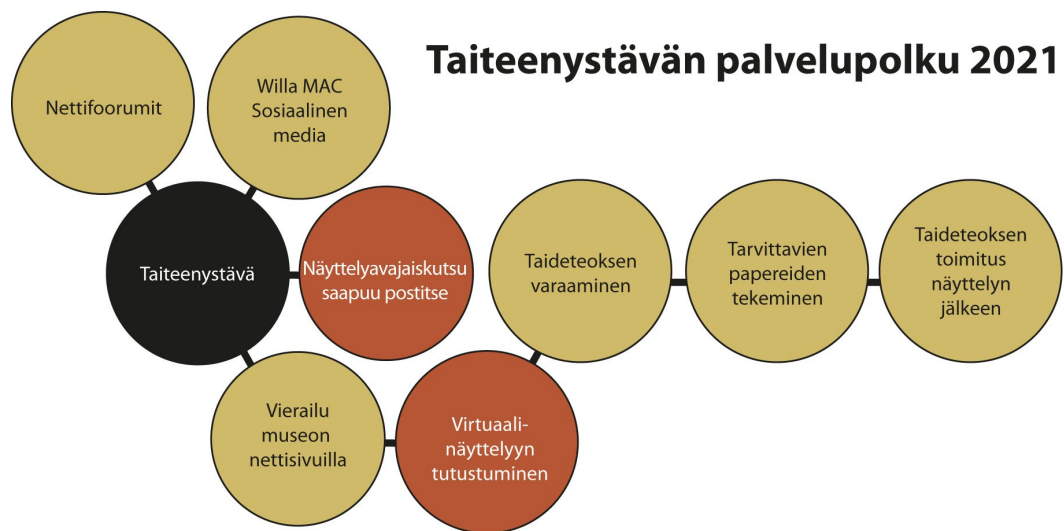 Taiteenystävän palvelupolku 2021
Nettifoorumit
Willa MAC
Sosiaalinen
media
Taiteenystävä
Näyttelyavajaiskutsu
saapuu postitse
Taideteoksen
varaaminen
Tarvittavien
papereiden
tekeminen
Taideteoksen
toimitus
näyttelyn
jälkeen
Vierailu
museon
nettisivuilla
Virtuaali-
näyttelyyn
tutustuminen